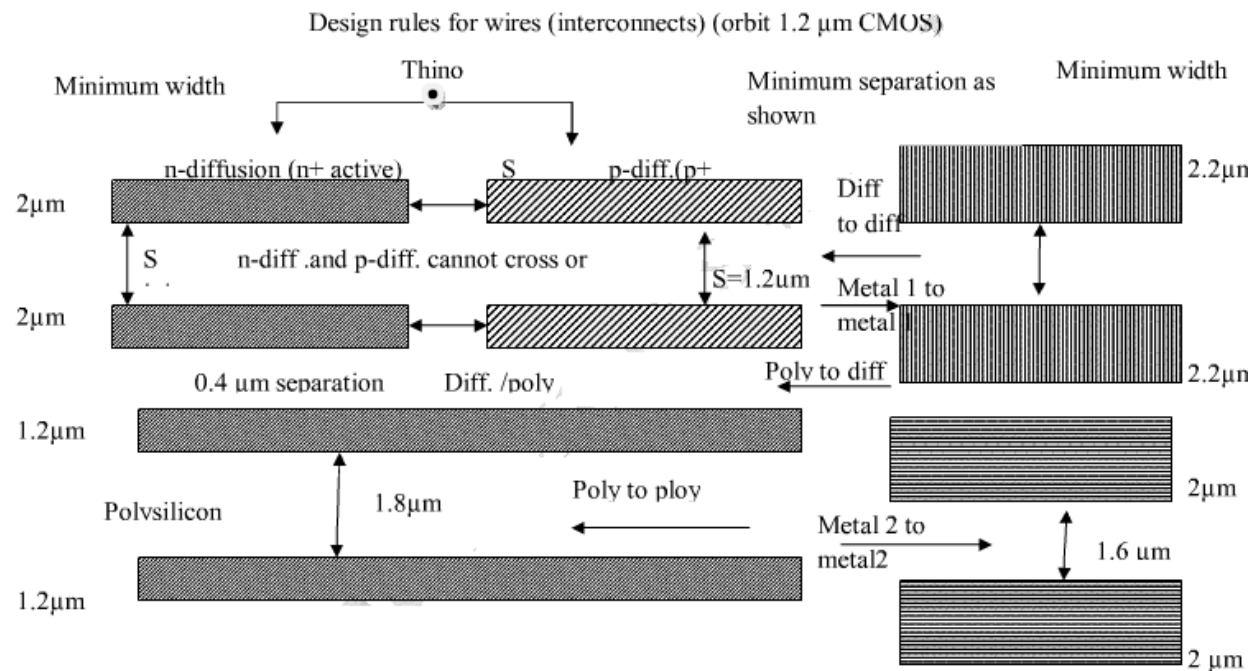 Design rules for wires (interconnects) (orbit 1.2 µm CMOS)
Minimum width
Thino
Minimum separation as
shown
Minimum width
n-diffusion (n+ active)
S
p-diff.(p+
2µm
Diff
to diff
2.2µm
S
n-diff .and p-diff. cannot cross or
S=1.2um
2µm
Metal 1 to
metal 1
0.4 µm separation
Diff. /poly
Poly to diff
2.2µm
1.2µm
Polysilicon
1.8µm
Poly to ploy
2µm
Metal 2 to
metal2
1.6 um
1.2µm
2 µm